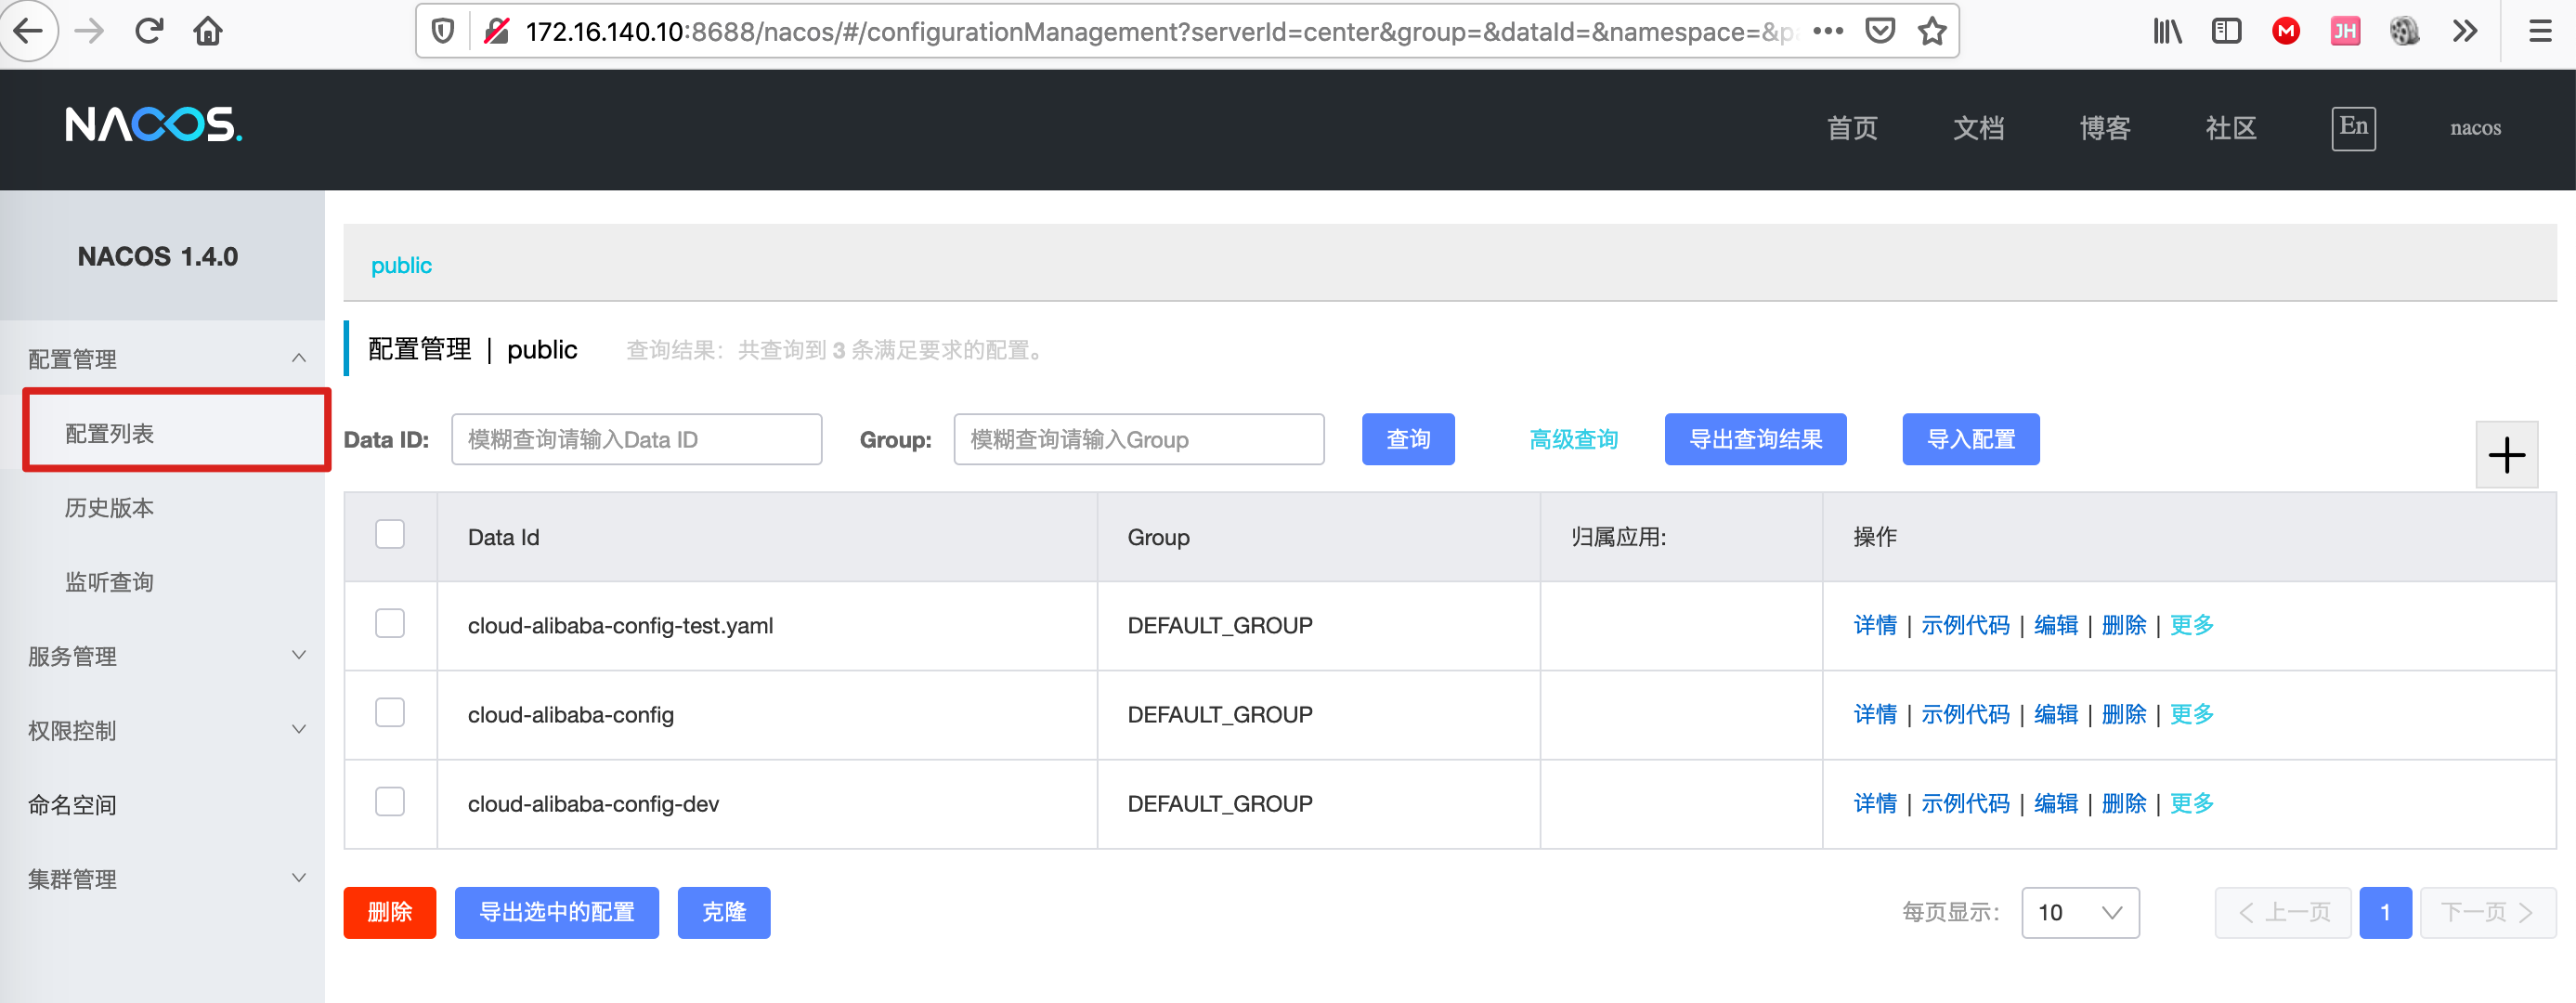 172.16.140.10:8688/nacos/#/configurationManagement?serverId=center&group=&dataId=&namespace=&p
JH
NACOS.
首页 文档 博客 社区 En nacos
NACOS 1.4.0
配置管理
配置列表
历史版本
监听查询
服务管理
权限控制
命名空间
集群管理
public
配置管理 | public 查询结果：共查询到 3 条满足要求的配置。
Data ID: 模糊查询请输入Data ID Group: 模糊查询请输入Group 查询 高级查询 导出查询结果 导入配置
Data Id Group 归属应用: 操作
cloud-alibaba-config-test.yaml DEFAULT_GROUP 详情 | 示例代码 | 编辑 | 删除 | 更多
cloud-alibaba-config DEFAULT_GROUP 详情 | 示例代码 | 编辑 | 删除 | 更多
cloud-alibaba-config-dev DEFAULT_GROUP 详情 | 示例代码 | 编辑 | 删除 | 更多
删除 导出选中的配置 克隆 每页显示： 10 上一页 1 下一页